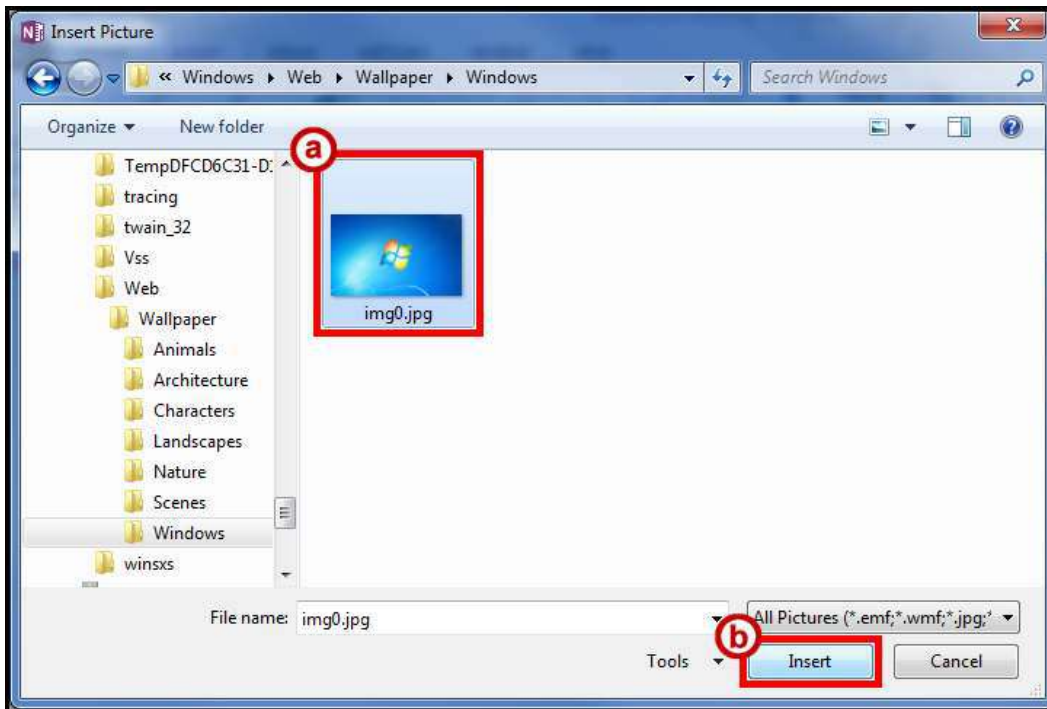 Insert Picture
« Windows Web Wallpaper Windows
Search Windows
Organize New folder
a
TempDFCD6C31-D
tracing
twain_32
Vss
Web
Wallpaper
Animals
Architecture
Characters
Landscapes
Nature
Scenes
Windows
winsxs
img0.jpg
File name: img0.jpg
All Pictures (*.emf;*.wmf;*.jpg;*
b
Tools Insert Cancel